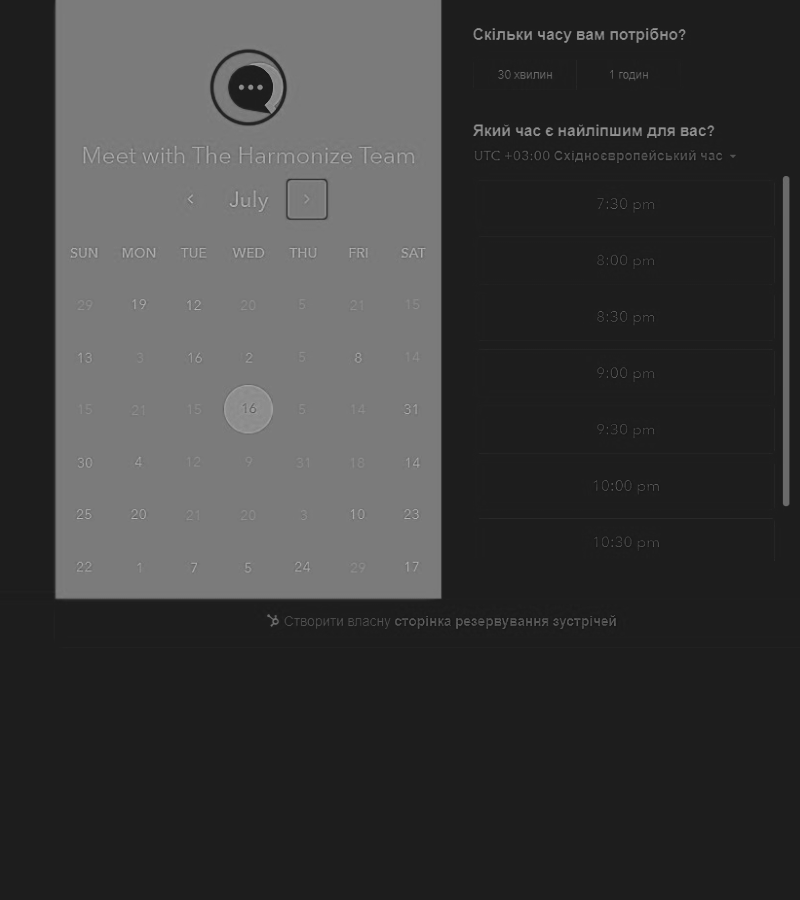 Meet with The Harmonize Team
July
SUN MON TUE WED THU FRI SAT
29 19 12 20 5 21 15
13 3 16 2 5 8 14
15 21 15 16 5 14 31
30 4 12 9 31 18 14
25 20 21 20 3 10 23
22 1 7 5 24 29 17
Скільки часу вам потрібно?
30 хвилин 1 годин
Який час є найліпшим для вас?
UTC +03:00 Східноєвропейський час
7:30 pm
8:00 pm
8:30 pm
9:00 pm
9:30 pm
10:00 pm
10:30 pm
Створити власну сторінка резервування зустрічей